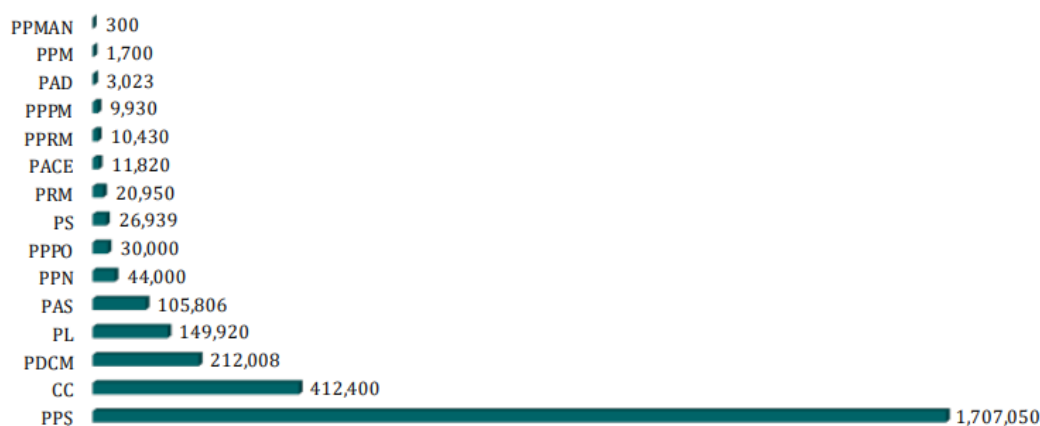 PPMAN 300
PPM 1,700
PAD 3,023
PPPM 9,930
PPRM 10,430
PACE 11,820
PRM 20,950
PS 26,939
PPPO 30,000
PPN 44,000
PAS 105,806
PL 149,920
PDCM 212,008
CC 412,400
PPS 1,707,050